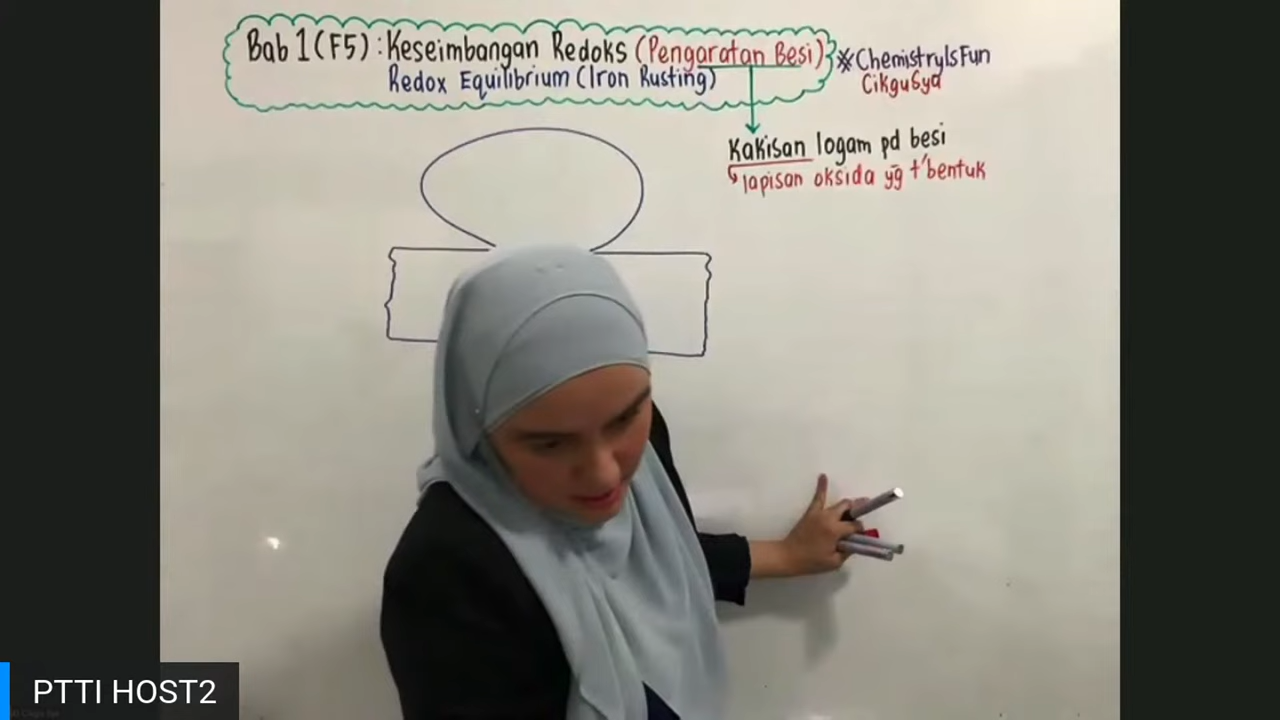 Bab 1 (F5) : Keseimbangan Redoks (Pengaratan Besi)
Redox Equilibrium (Iron Rusting)
※ChemistryIsFun
CikguSya
Kakisan logam pd besi
lapisan oksida yg t'bentuk
PTTI HOST2